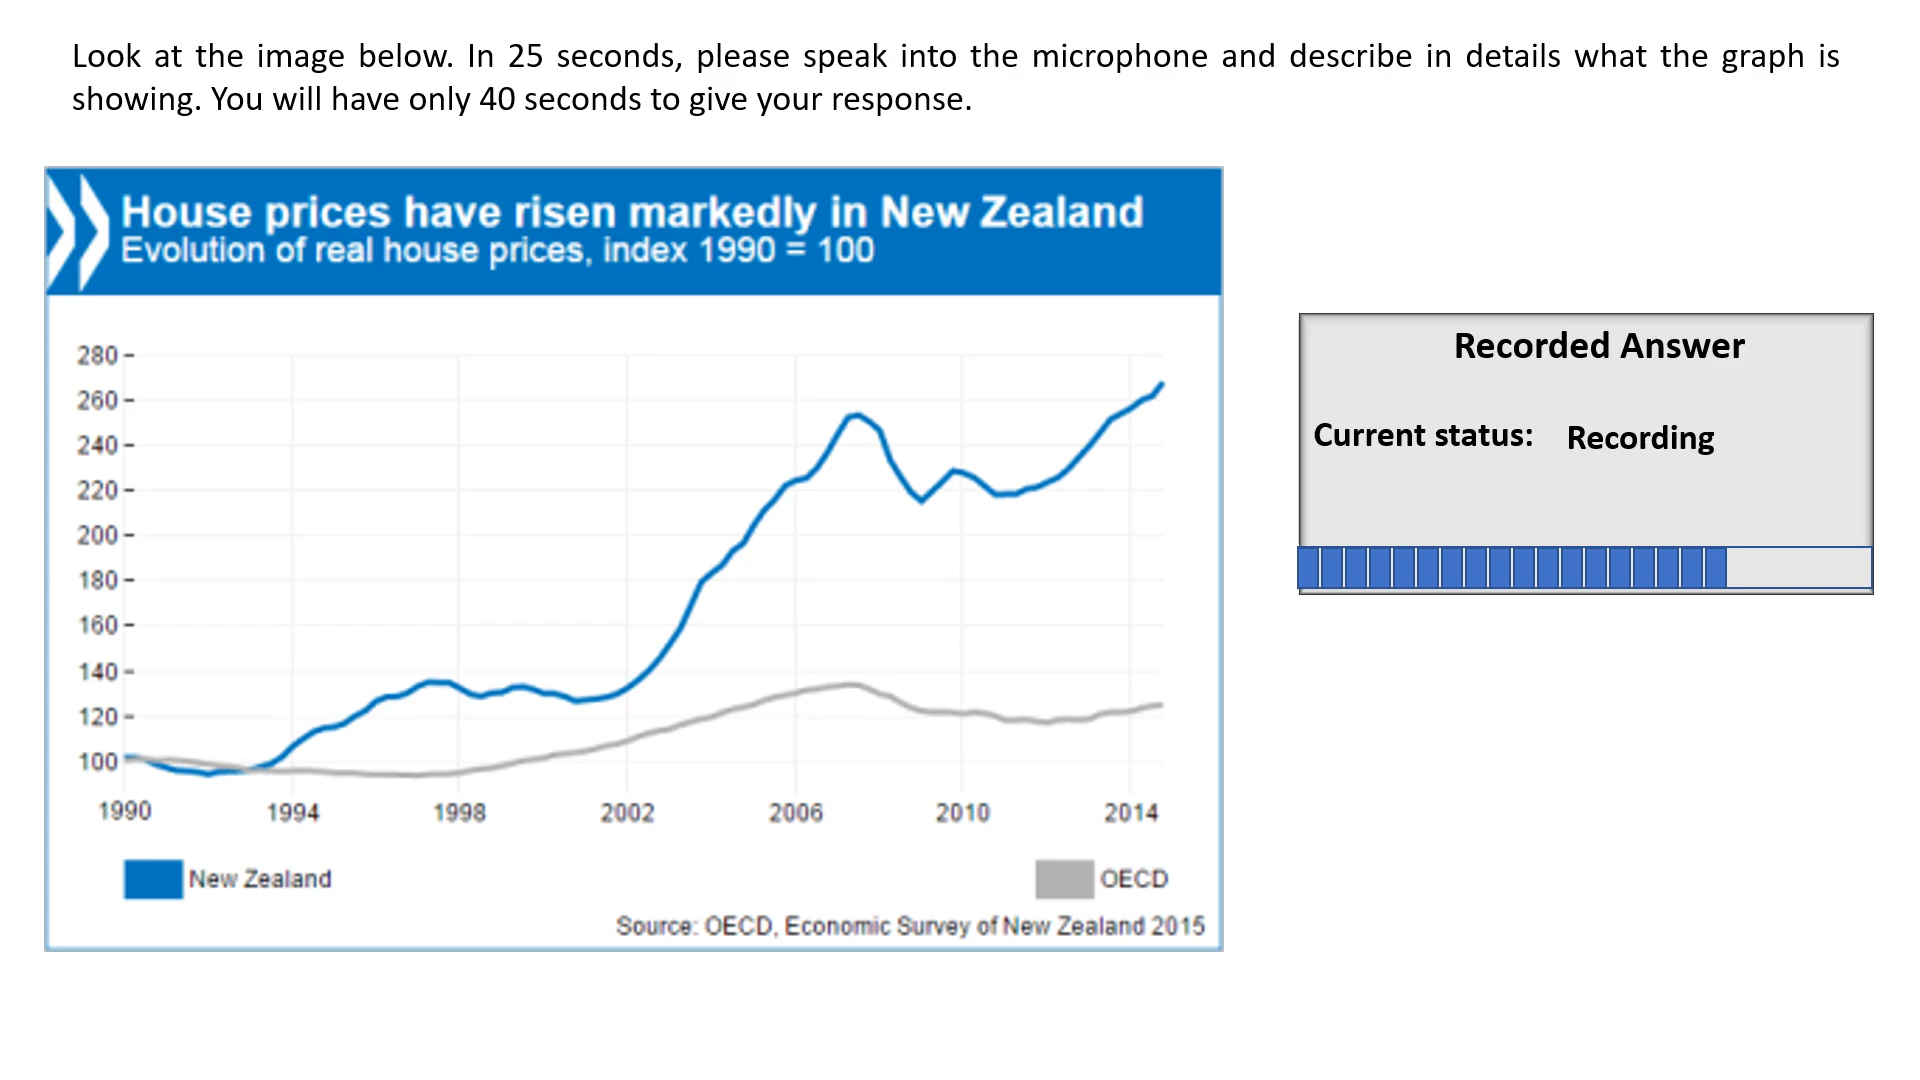 Look at the image below. In 25 seconds, please speak into the microphone and describe in details what the graph is
showing. You will have only 40 seconds to give your response.
House prices have risen markedly in New Zealand
Evolution of real house prices, index 1990 = 100
280
260
240
220
200
180
160
140
120
100
1990 1994 1998 2002 2006 2010 2014
New Zealand OECD
Source: OECD, Economic Survey of New Zealand 2015
Recorded Answer
Current status: Recording